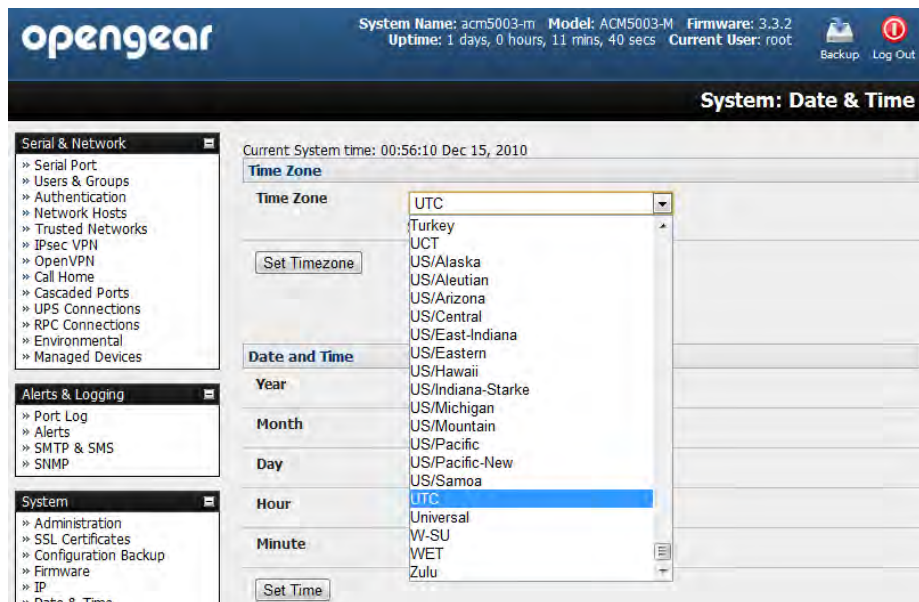 opengear
System Name: acm5003-m Model: ACM5003-M Firmware: 3.3.2
Uptime: 1 days, 0 hours, 11 mins, 40 secs Current User: root
Backup
Log Out
System: Date & Time
Serial & Network
» Serial Port
» Users & Groups
» Authentication
» Network Hosts
» Trusted Networks
» IPsec VPN
» OpenVPN
» Call Home
» Cascaded Ports
» UPS Connections
» RPC Connections
» Environmental
» Managed Devices
Alerts & Logging
» Port Log
» Alerts
» SMTP & SMS
» SNMP
System
» Administration
» SSL Certificates
» Configuration Backup
» Firmware
» IP
» Date & Time
Current System time: 00:56:10 Dec 15, 2010
Time Zone
Time Zone
UTC
Turkey
UCT
US/Alaska
US/Aleutian
US/Arizona
US/Central
US/East-Indiana
US/Eastern
US/Hawaii
US/Indiana-Starke
US/Michigan
US/Mountain
US/Pacific
US/Pacific-New
US/Samoa
UTC
Universal
W-SU
WET
Zulu
Set Timezone
Date and Time
Year
Month
Day
Hour
Minute
Set Time